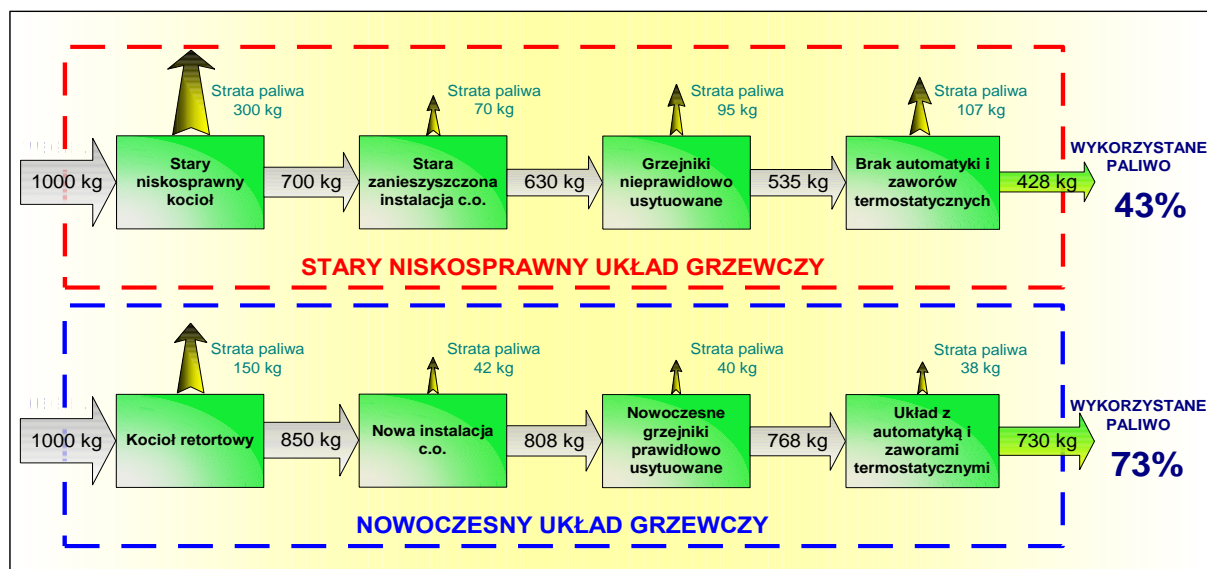 Strata paliwa
300 kg
Strata paliwa
70 kg
Strata paliwa
95 kg
Strata paliwa
107 kg
1000 kg
Stary
niskosprawny
kocioł
700 kg
Stara
zanieszyszczona
instalacja c.o.
630 kg
Grzejniki
nieprawidłowo
usytuowane
535 kg
Brak automatyki i
zaworów
termostatycznych
428 kg
WYKORZYSTANE
PALIWO
43%
STARY NISKOSPRAWNY UKŁAD GRZEWCZY
Strata paliwa
150 kg
Strata paliwa
42 kg
Strata paliwa
40 kg
Strata paliwa
38 kg
1000 kg
Kocioł retortowy
850 kg
Nowa instalacja
c.o.
808 kg
Nowoczesne
grzejniki
prawidłowo
usytuowane
768 kg
Układ z
automatyką i
zaworami
termostatycznymi
730 kg
WYKORZYSTANE
PALIWO
73%
NOWOCZESNY UKŁAD GRZEWCZY